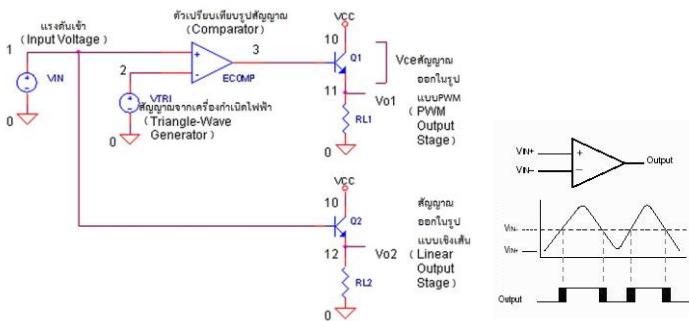 แรงดันเข้า
(Input Voltage)
1
VIN
0
ตัวเปรียบเทียบรูปสัญญาณ
(Comparator)
3
ECOMP
+
-
2
VTRI
สัญญาณจากเครื่องกำเนิดไฟฟ้า
(Triangle-Wave
Generator)
0
VCC
10
Q1
11
Vo1
RL1
0
Vceสัญญาณ
ออกในรูป
แบบPWM
(PWM
Output
Stage)
VCC
10
Q2
12
Vo2
RL2
0
สัญญาณ
ออกในรูป
แบบเชิงเส้น
(Linear
Output
Stage)
VIN+
VIN-
+
−
Output
VIN-
VIN+
Output